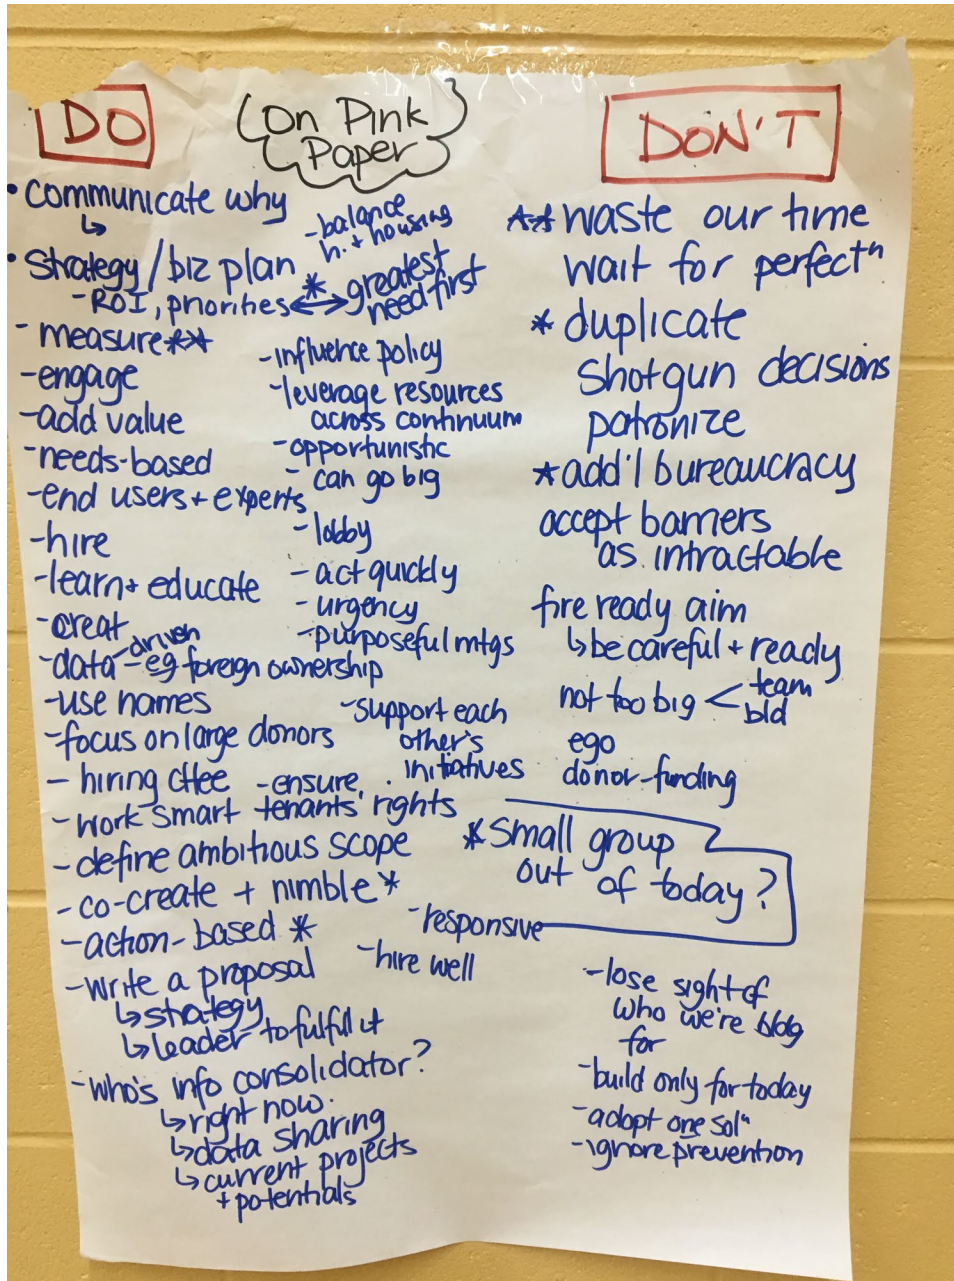 DO
On Pink
Paper
DON'T
• Communicate why
↳
• Strategy / biz plan
- ROI, priorities ↔ * greatest
need first
- balance
h. + housing
- measure **
- engage
- add value
- needs-based
- end users + experts
- hire
- learn + educate
- creat
- data - driven
- eg foreign ownership
- use names
- focus on large donors
- hiring cttee
- work smart
- define ambitious scope
- co-create + nimble *
- action-based *
- write a proposal
↳ strategy
↳ leader to fulfill it
- who's info consolidator?
↳ right now
↳ data sharing
↳ current projects
+ potentials
- influence policy
- leverage resources
across continuum
- opportunistic
- can go big
- lobby
- act quickly
- urgency
- purposeful mtgs
- support each
other's
initiatives
- ensure
tenants' rights
- responsive
- hire well
** waste our time
wait for perfectn
* duplicate
shotgun decisions
patronize
* add'l bureaucracy
accept barriers
as intractable
fire ready aim
↳ be careful + ready
not too big < team
bld
ego
donor-funding
* Small group
out of today?
- lose sight of
who we're bldg
for
- build only for today
- adopt one soln
- ignore prevention